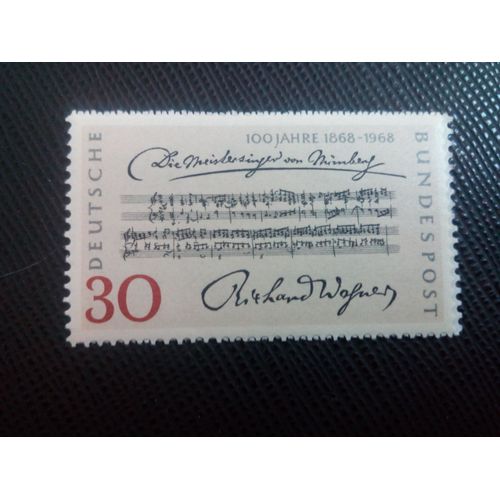 100 JAHRE 1868-1968
DEUTSCHE
Die Meistersinger von Nürnberg
BUNDESPOST
30
Richard Wagner